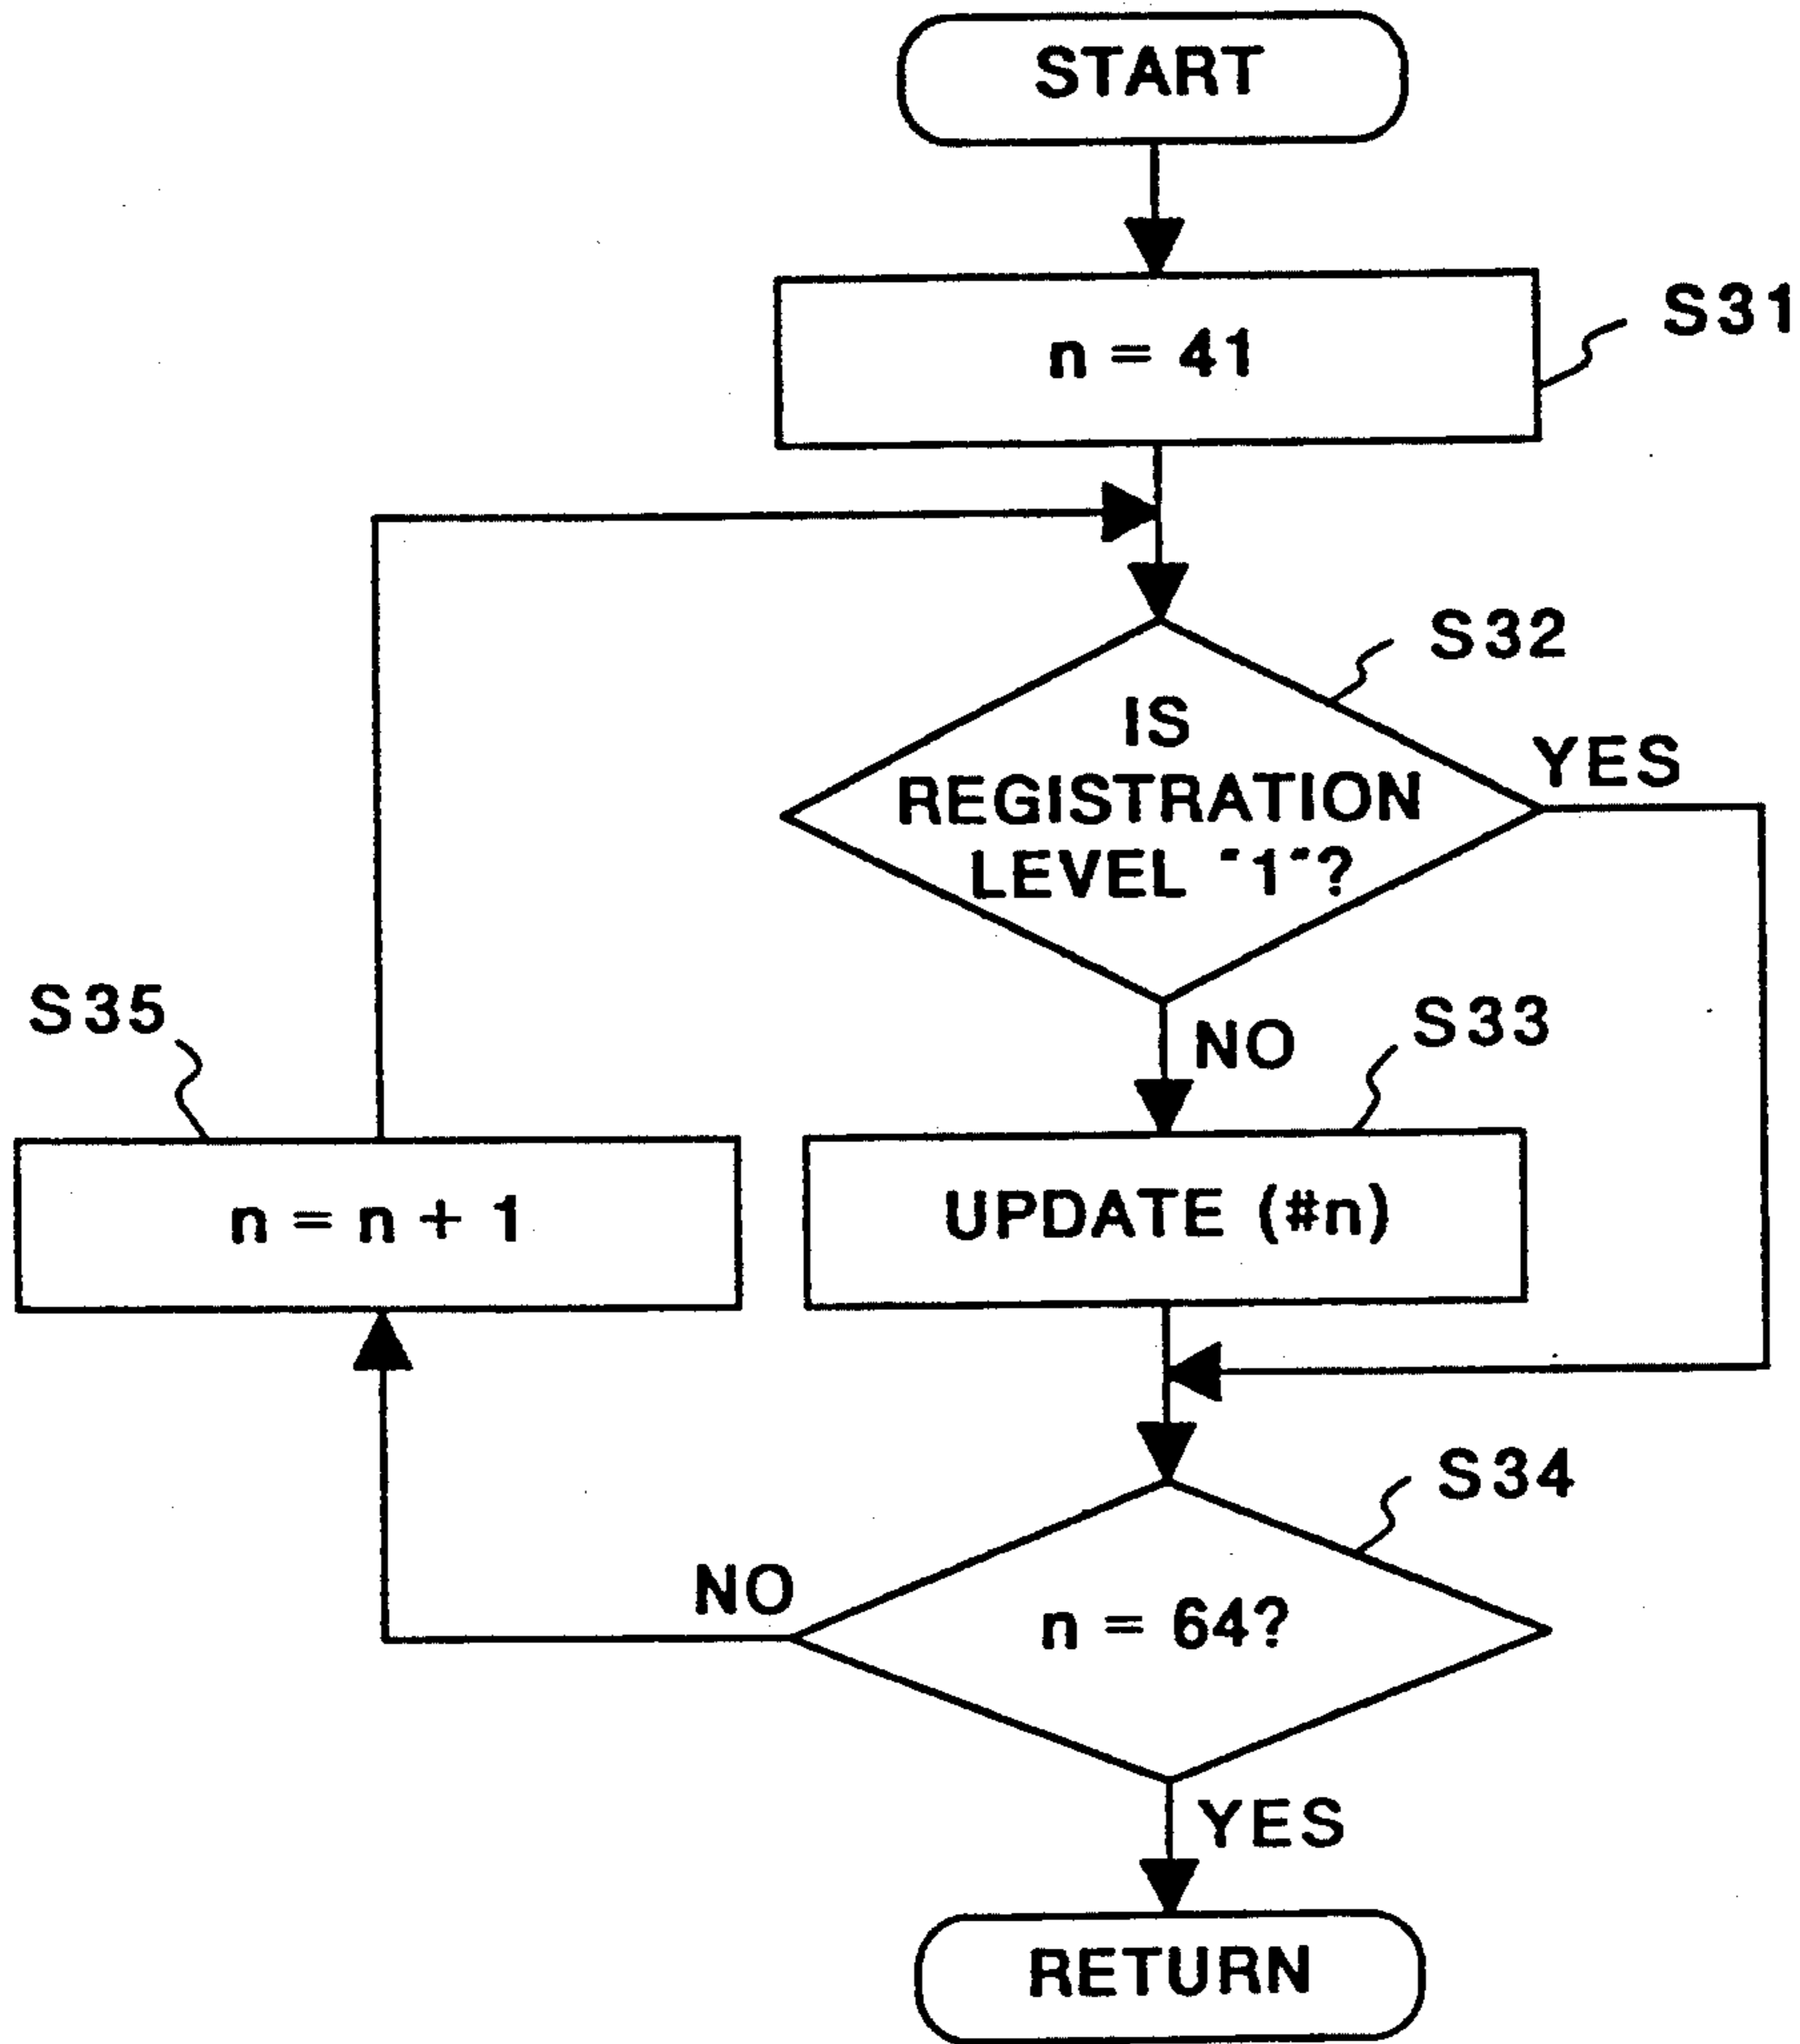 START
n = 41
S31
S32
IS
REGISTRATION
LEVEL "1"?
YES
NO
S33
S35
UPDATE (#n)
n = n + 1
S34
n = 64?
NO
YES
RETURN